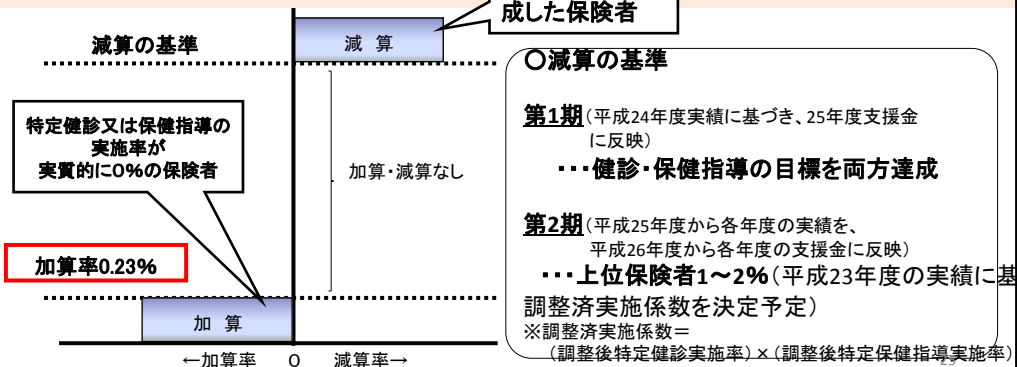 成した保険者
減算の基準
減 算
特定健診又は保健指導の
実施率が
実質的に0%の保険者
加算・減算なし
加算率0.23%
加 算
←加算率 0 減算率→
○減算の基準
第1期(平成24年度実績に基づき、25年度支援金
に反映)
・・・健診・保健指導の目標を両方達成
第2期(平成25年度から各年度の実績を、
平成26年度から各年度の支援金に反映)
・・・上位保険者1~2%(平成23年度の実績に基
調整済実施係数を決定予定)
※調整済実施係数=
(調整後特定健診実施率)×(調整後特定保健指導実施率)